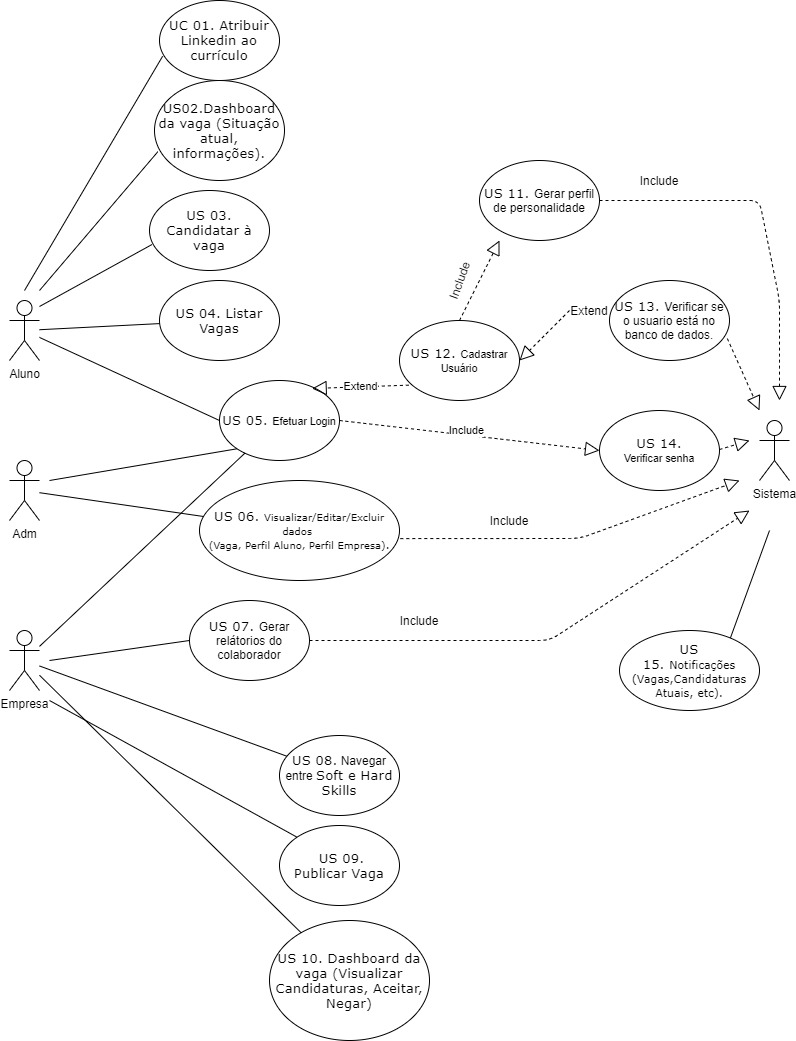 UC 01. Atribuir
Linkedin ao
currículo
US02.Dashboard
da vaga (Situação
atual,
informações).
US 03.
Candidatar à
vaga
US 04. Listar
Vagas
Aluno
US 11. Gerar perfil
de personalidade
Include
Include
US 12. Cadastrar
Usuário
Extend
US 13. Verificar se
o usuario está no
banco de dados.
Extend
US 05. Efetuar Login
Include
US 14.
Verificar senha
Sistema
Adm
US 06. Visualizar/Editar/Excluir
dados
(Vaga, Perfil Aluno, Perfil Empresa).
Include
US 07. Gerar
relátorios do
colaborador
Include
US
15. Notificações
(Vagas,Candidaturas
Atuais, etc).
Empresa
US 08. Navegar
entre Soft e Hard
Skills
US 09.
Publicar Vaga
US 10. Dashboard da
vaga (Visualizar
Candidaturas, Aceitar,
Negar)